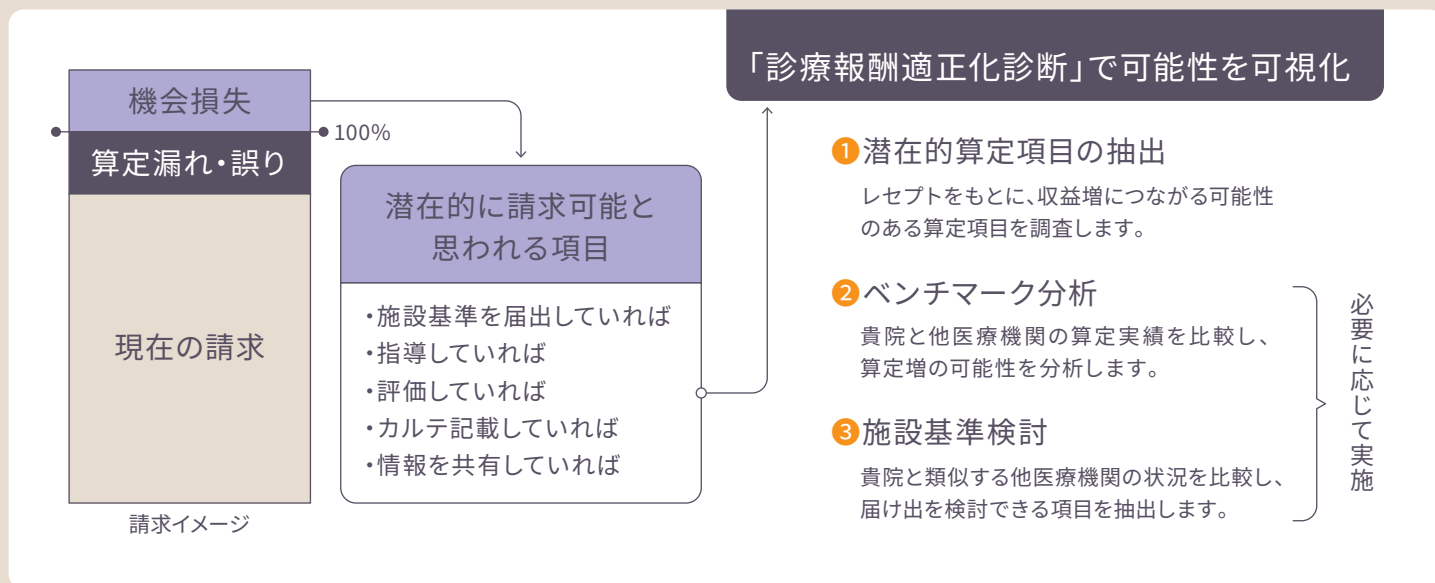 機会損失
100%
算定漏れ・誤り
現在の請求
請求イメージ
潜在的に請求可能と
思われる項目
・施設基準を届出していれば
・指導していれば
・評価していれば
・カルテ記載していれば
・情報を共有していれば
「診療報酬適正化診断」で可能性を可視化
❶潜在的算定項目の抽出
レセプトをもとに、収益増につながる可能性
のある算定項目を調査します。
❷ベンチマーク分析
貴院と他医療機関の算定実績を比較し、
算定増の可能性を分析します。
❸施設基準検討
貴院と類似する他医療機関の状況を比較し、
届け出を検討できる項目を抽出します。
必要に応じて実施